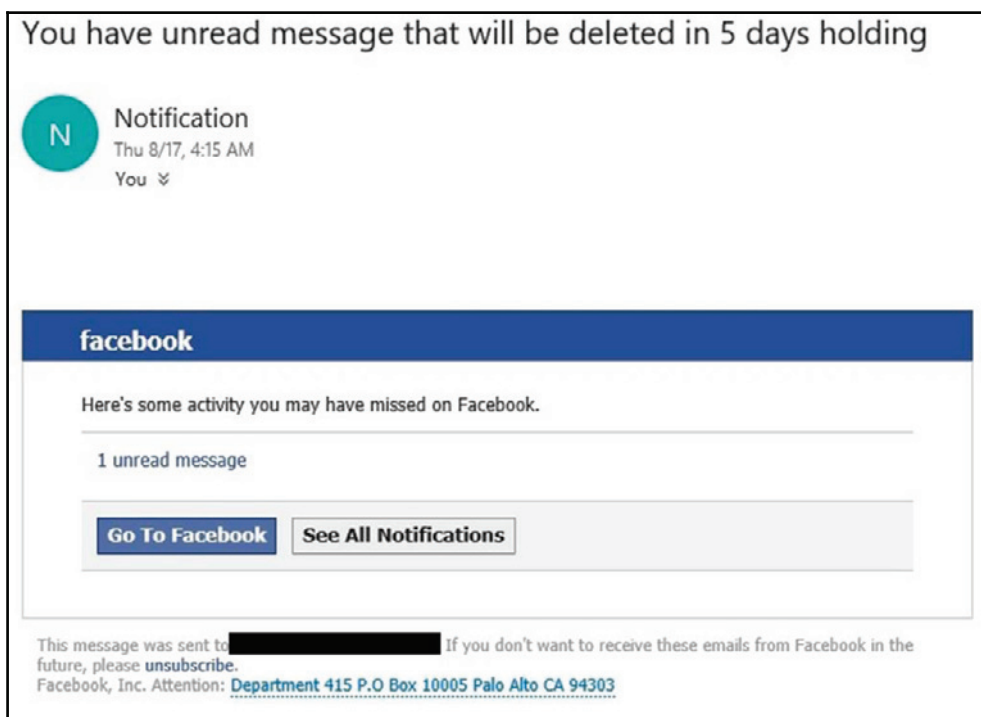 You have unread message that will be deleted in 5 days holding
N
Notification
Thu 8/17, 4:15 AM
You
facebook
Here's some activity you may have missed on Facebook.
1 unread message
Go To Facebook See All Notifications
This message was sent to If you don't want to receive these emails from Facebook in the
future, please unsubscribe.
Facebook, Inc. Attention: Department 415 P.O Box 10005 Palo Alto CA 94303